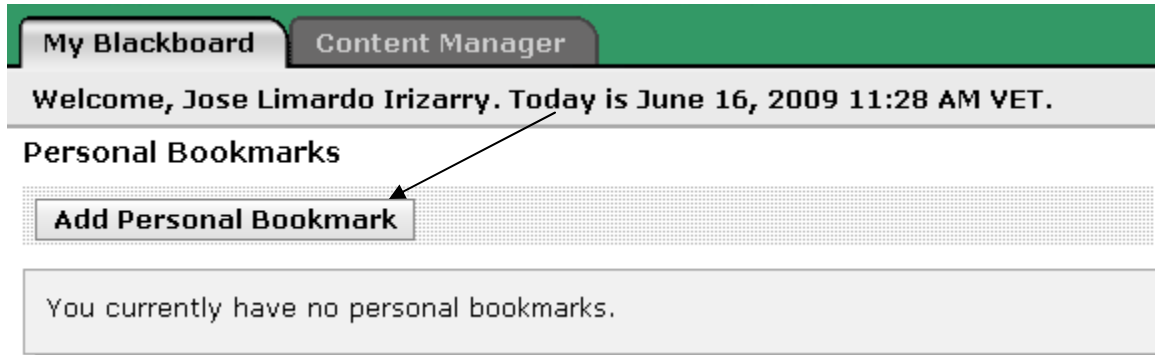 My Blackboard Content Manager
Welcome, Jose Limardo Irizarry. Today is June 16, 2009 11:28 AM VET.
Personal Bookmarks
Add Personal Bookmark
You currently have no personal bookmarks.